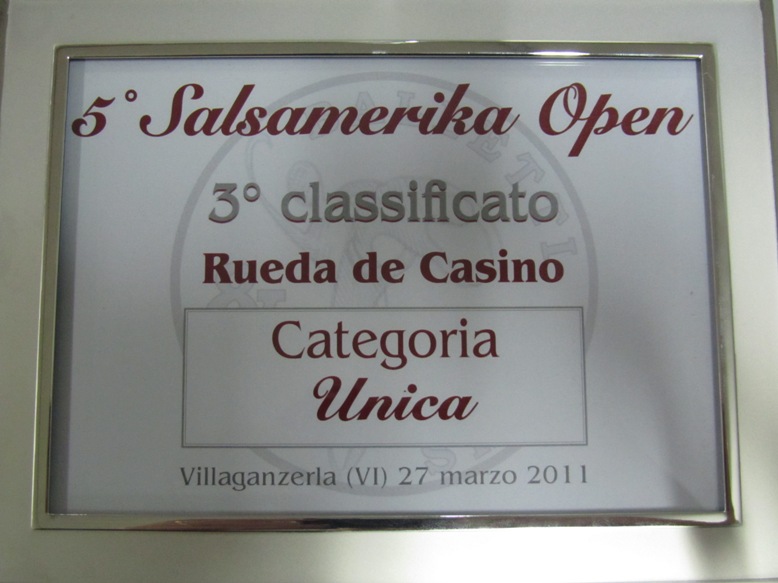 5° Salsamerika Open
3° classificato
Rueda de Casino
Categoria
Unica
Villaganzerla (VI) 27 marzo 2011